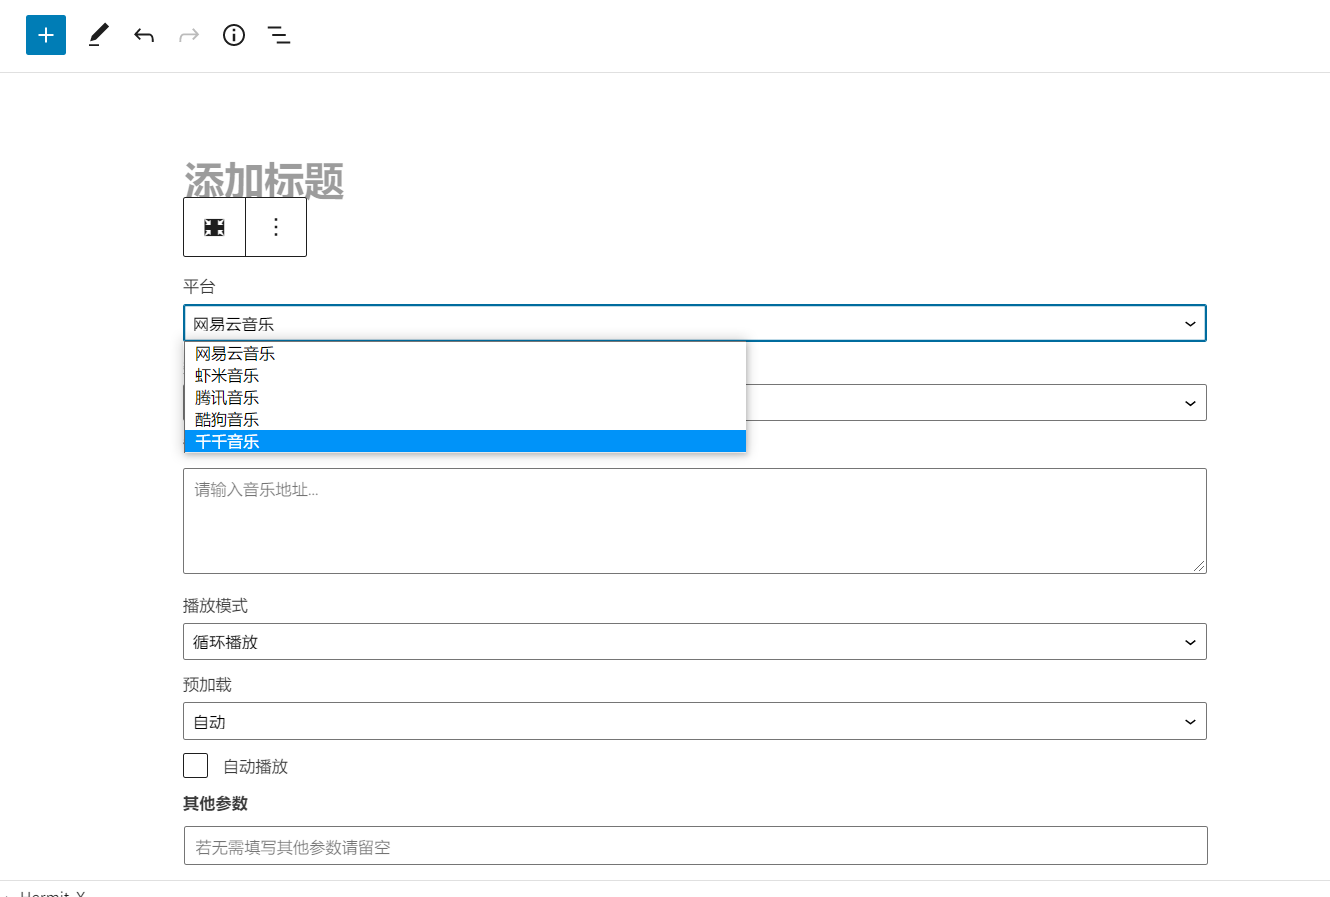 添加标题
平台
网易云音乐
网易云音乐
虾米音乐
腾讯音乐
酷狗音乐
千千音乐
请输入音乐地址...
播放模式
循环播放
预加载
自动
自动播放
其他参数
若无需填写其他参数请留空
Hermit-X